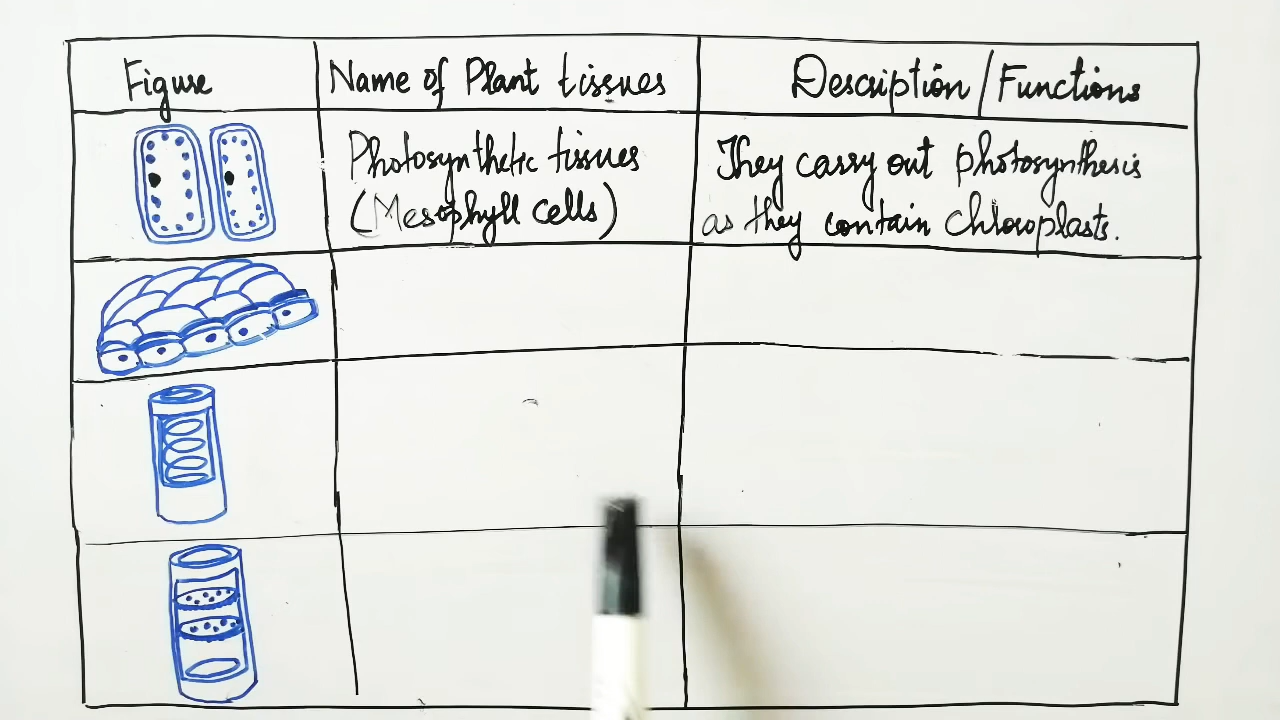 Figure
Name of Plant tissues
Description/Functions
Photosynthetic tissues
(Mesophyll cells)
They carry out photosynthesis
as they contain chloroplasts.